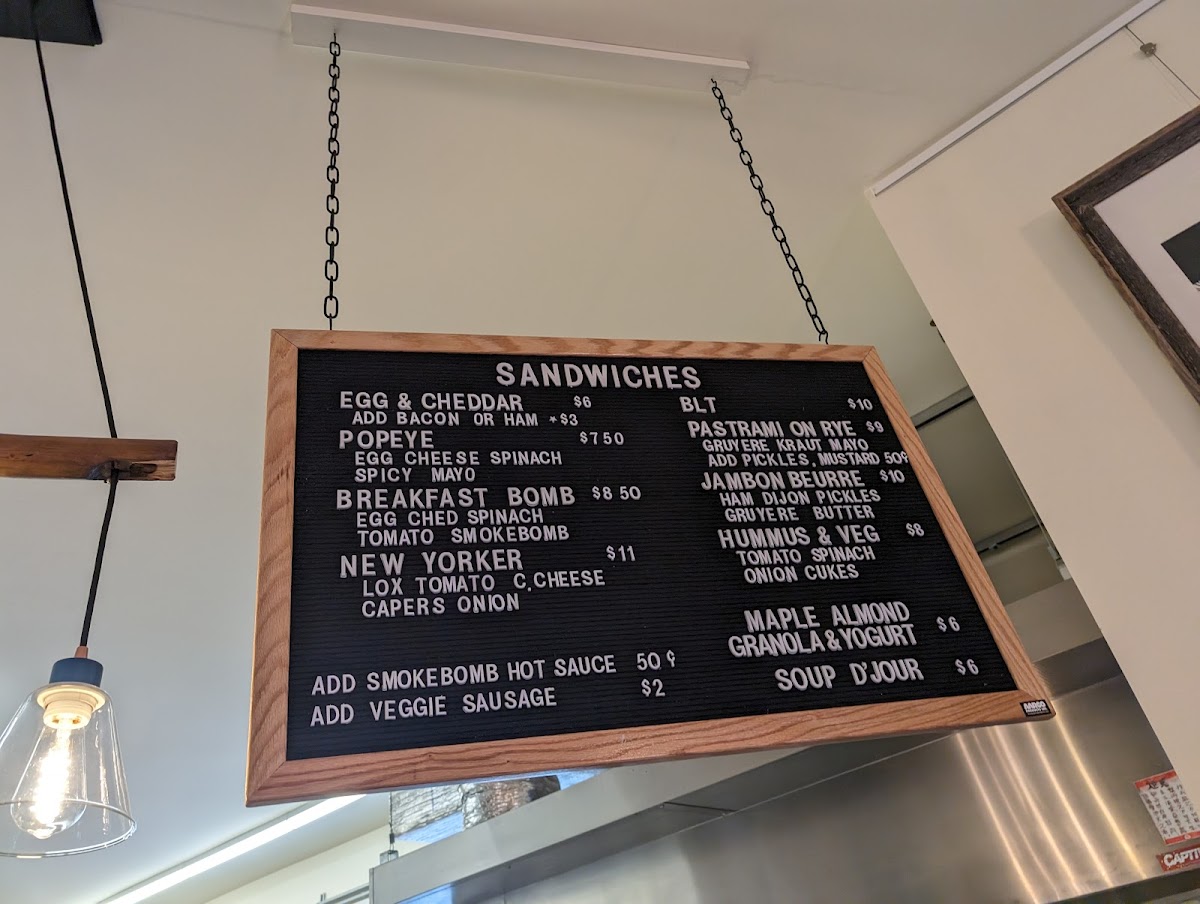 SANDWICHES
EGG & CHEDDAR $6
ADD BACON OR HAM *$3
POPEYE $750
EGG CHEESE SPINACH
SPICY MAYO
BREAKFAST BOMB $8 50
EGG CHED SPINACH
TOMATO SMOKEBOMB
NEW YORKER $11
LOX TOMATO C.CHEESE
CAPERS ONION
ADD SMOKEBOMB HOT SAUCE 50¢
ADD VEGGIE SAUSAGE $2
BLT $10
PASTRAMI ON RYE $9
GRUYERE KRAUT MAYO
ADD PICKLES, MUSTARD 50¢
JAMBON BEURRE $10
HAM DIJON PICKLES
GRUYERE BUTTER
HUMMUS & VEG $8
TOMATO SPINACH
ONION CUKES
MAPLE ALMOND
GRANOLA & YOGURT $6
SOUP D'JOUR $6